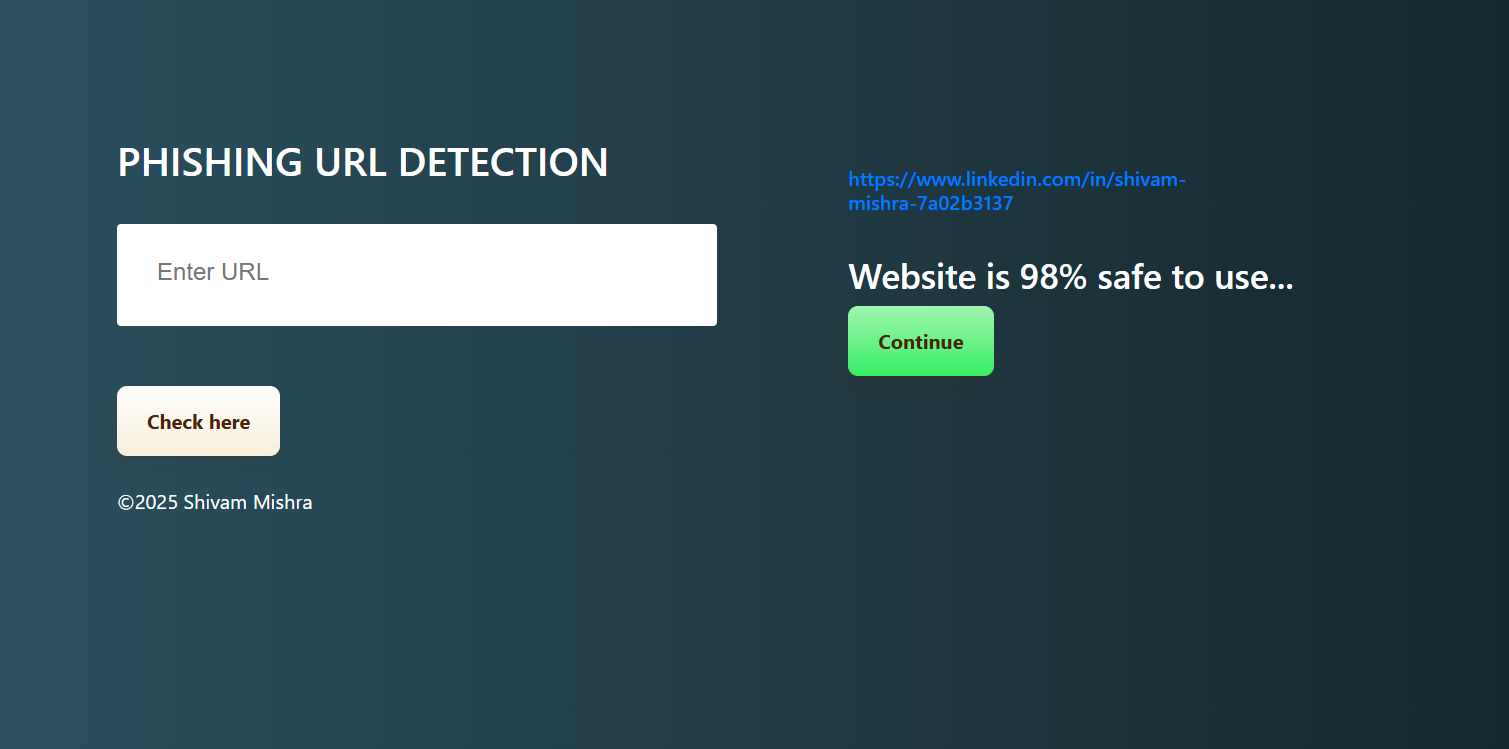 PHISHING URL DETECTION
Enter URL
Check here
©2025 Shivam Mishra
https://www.linkedin.com/in/shivam-
mishra-7a02b3137
Website is 98% safe to use...
Continue